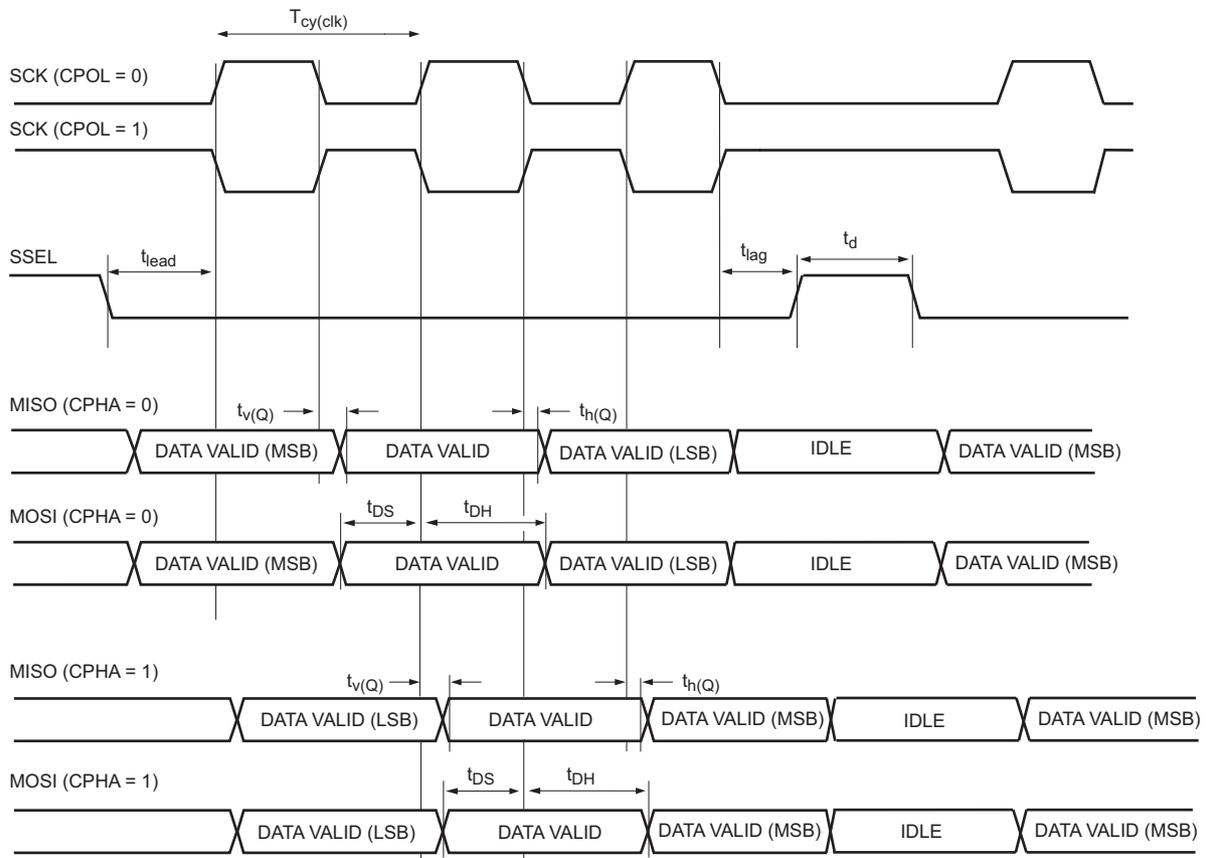 Tcy(clk)
SCK (CPOL = 0)
SCK (CPOL = 1)
SSEL
tlead
tlag
td
MISO (CPHA = 0)
tv(Q)
th(Q)
DATA VALID (MSB)
DATA VALID
DATA VALID (LSB)
IDLE
DATA VALID (MSB)
MOSI (CPHA = 0)
tDS
tDH
DATA VALID (MSB)
DATA VALID
DATA VALID (LSB)
IDLE
DATA VALID (MSB)
MISO (CPHA = 1)
tv(Q)
th(Q)
DATA VALID (LSB)
DATA VALID
DATA VALID (MSB)
IDLE
DATA VALID (MSB)
MOSI (CPHA = 1)
tDS
tDH
DATA VALID (LSB)
DATA VALID
DATA VALID (MSB)
IDLE
DATA VALID (MSB)